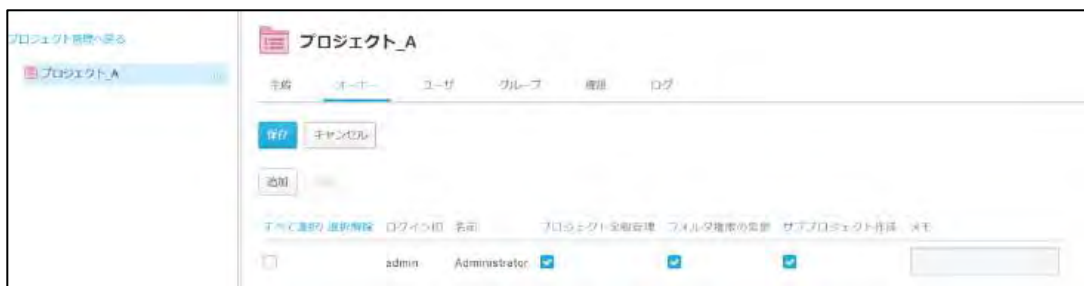 プロジェクト管理へ戻る
プロジェクト_A
プロジェクト_A
全般 オーナー ユーザ グループ 権限 ログ
保存 キャンセル
追加
すべて選択 選択解除 ログインID 名前 プロジェクト全般管理 フォルダ権限の変更 サブプロジェクト作成 メモ
admin Administrator